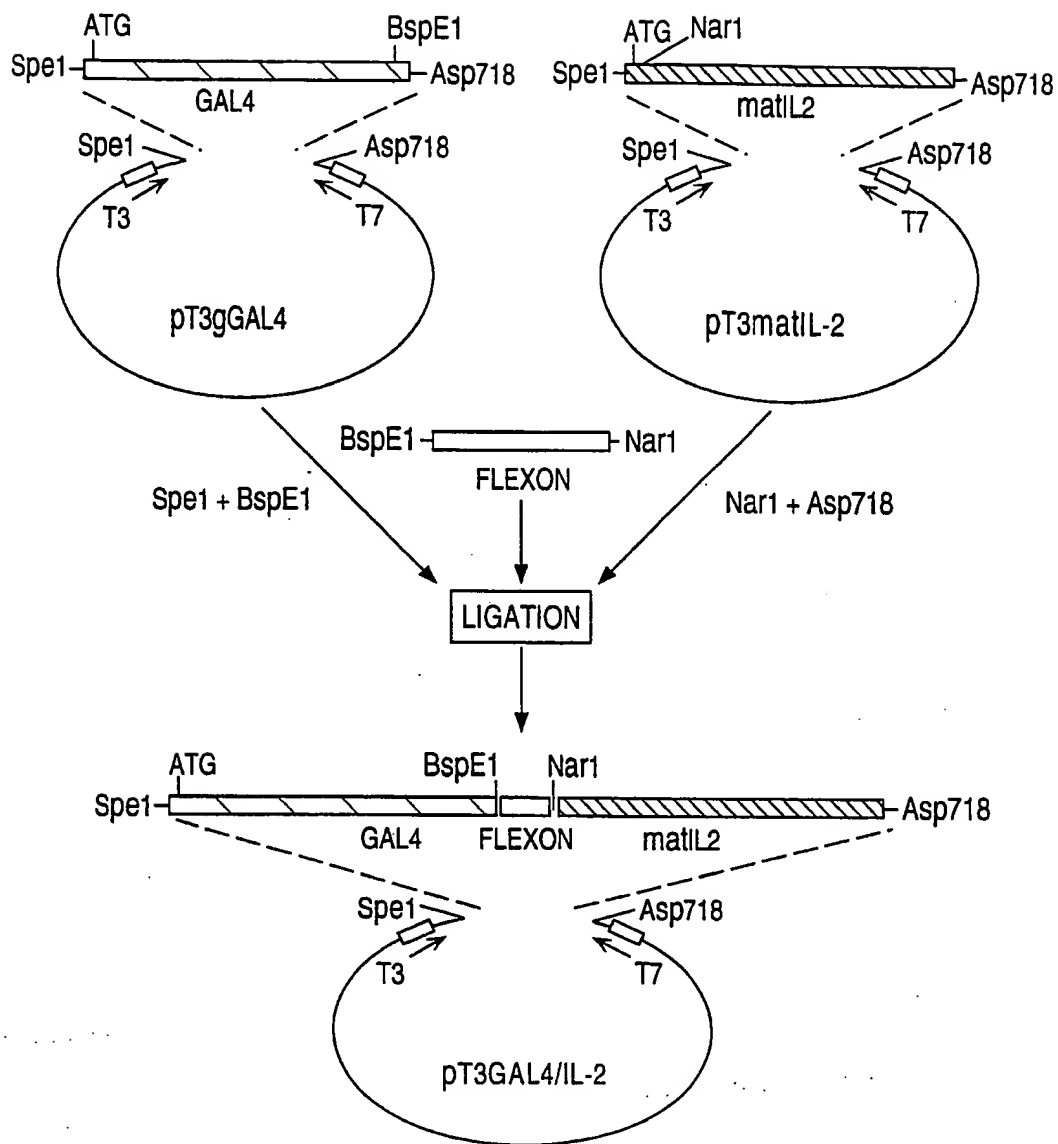 ATG
BspE1
Spe1
Asp718
GAL4
Spe1
Asp718
T3
T7
pT3gGAL4
ATG
Nar1
Spe1
Asp718
matIL2
Spe1
Asp718
T3
T7
pT3matIL-2
BspE1
Nar1
FLEXON
Spe1 + BspE1
Nar1 + Asp718
LIGATION
ATG
BspE1
Nar1
Spe1
Asp718
GAL4
FLEXON
matIL2
Spe1
Asp718
T3
T7
pT3GAL4/IL-2